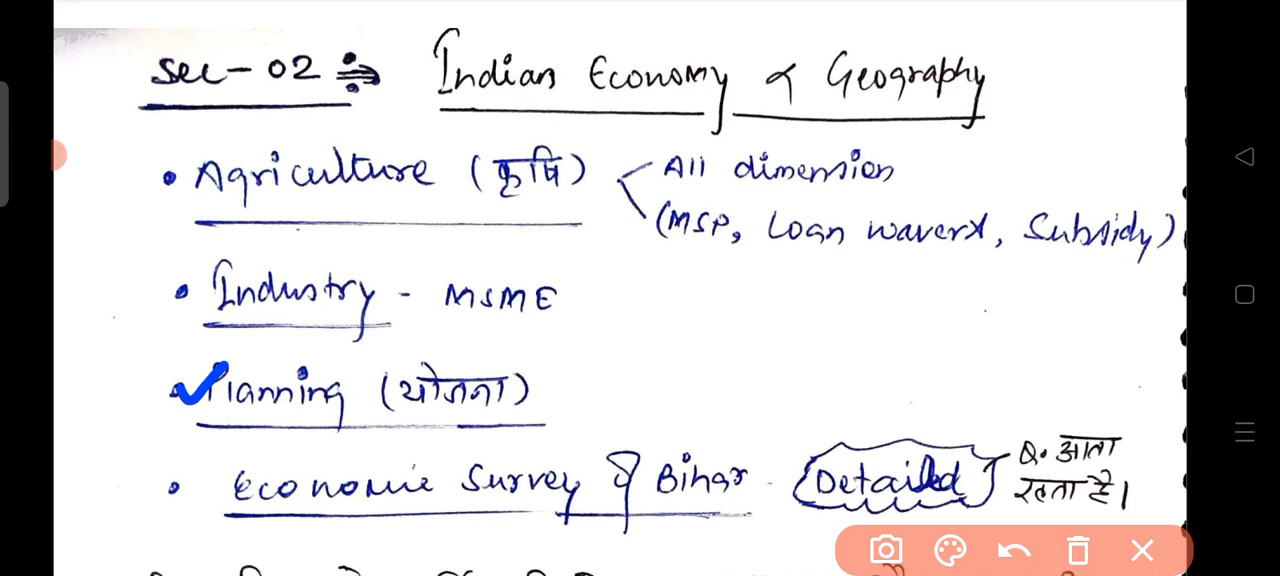 Sec-02 ⇒ Indian Economy & Geography
• Agriculture (कृषि) All dimension
(MSP, Loan waverx, Subsidy)
• Industry - MSME
Planning (योजना)
• Economic Survey of Bihar (Detailed) Q. आता
रहता है।